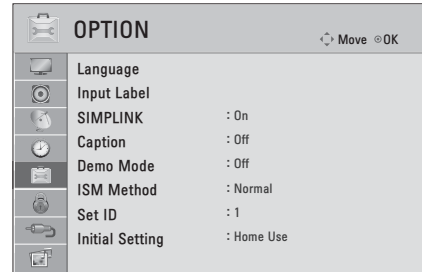 OPTION
Move OK
Language
Input Label
SIMPLINK : On
Caption : Off
Demo Mode : Off
ISM Method : Normal
Set ID : 1
Initial Setting : Home Use